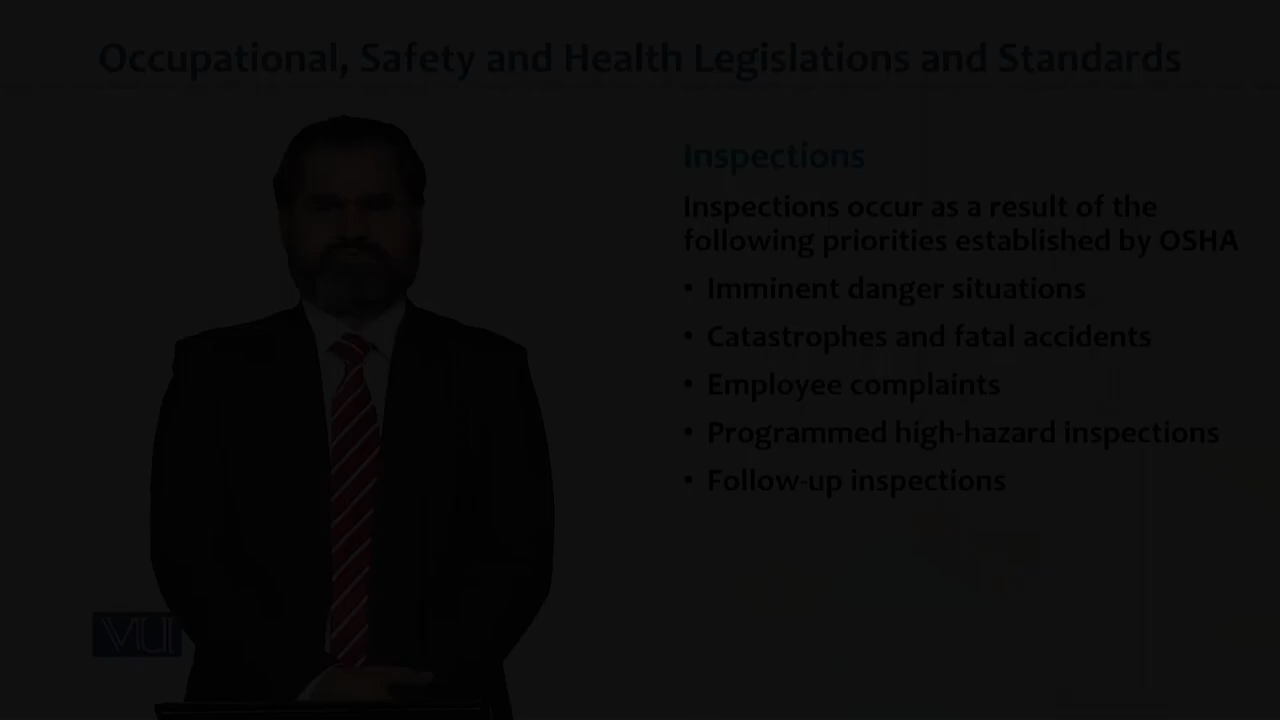 Occupational, Safety and Health Legislations and Standards
Inspections
Inspections occur as a result of the
following priorities established by OSHA
• Imminent danger situations
• Catastrophes and fatal accidents
• Employee complaints
• Programmed high-hazard inspections
• Follow-up inspections
VU